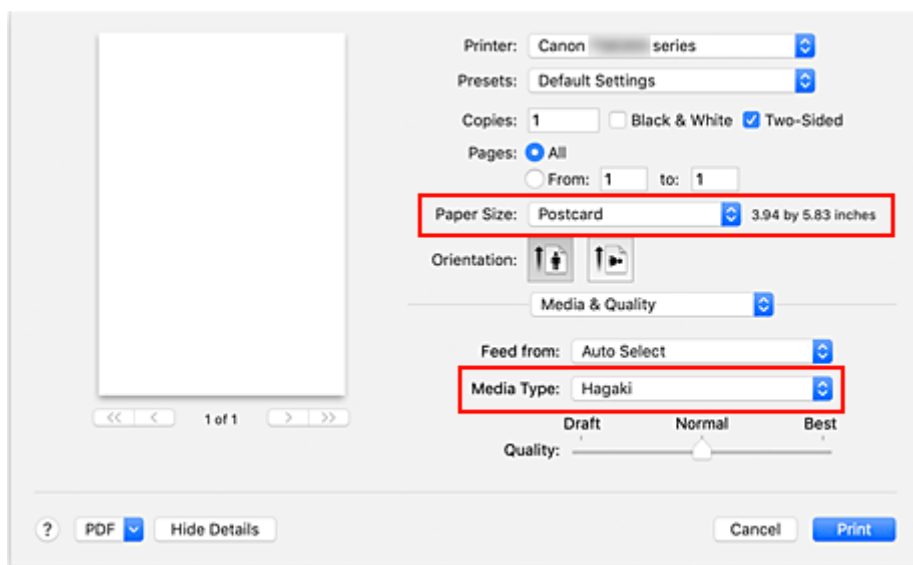 Printer: Canon series
Presets: Default Settings
Copies: 1 Black & White Two-Sided
Pages: All
From: 1 to: 1
Paper Size: Postcard 3.94 by 5.83 inches
Orientation:
Media & Quality
Feed from: Auto Select
Media Type: Hagaki
Draft Normal Best
Quality:
<< < 1 of 1 > >>
? PDF Hide Details Cancel Print